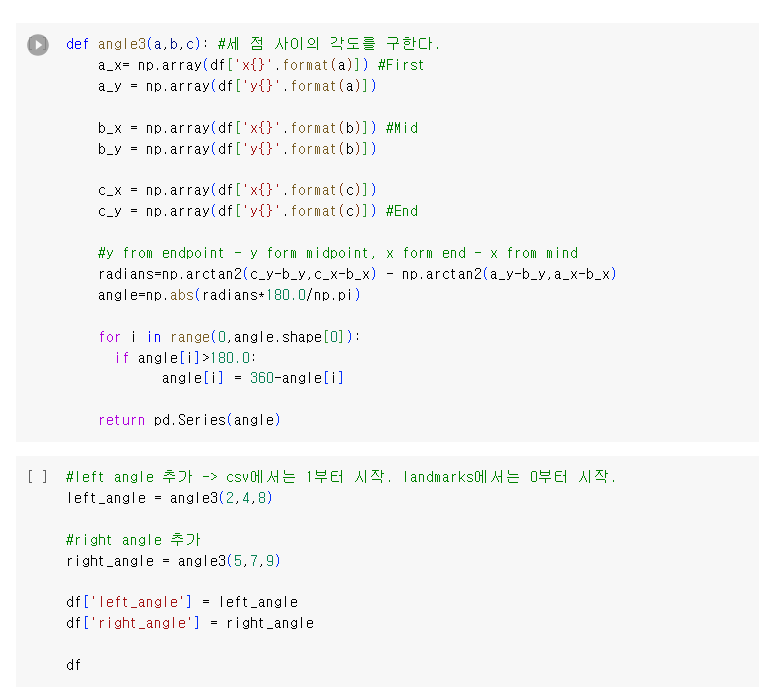 def angle3(a,b,c): #세 점 사이의 각도를 구한다.
a_x= np.array(df['x{}'.format(a)]) #First
a_y = np.array(df['y{}'.format(a)])
b_x = np.array(df['x{}'.format(b)]) #Mid
b_y = np.array(df['y{}'.format(b)])
c_x = np.array(df['x{}'.format(c)])
c_y = np.array(df['y{}'.format(c)]) #End
#y from endpoint - y form midpoint, x form end - x from mind
radians=np.arctan2(c_y-b_y,c_x-b_x) - np.arctan2(a_y-b_y,a_x-b_x)
angle=np.abs(radians*180.0/np.pi)
for i in range(0,angle.shape[0]):
if angle[i]>180.0:
angle[i] = 360-angle[i]
return pd.Series(angle)
[ ] #left angle 추가 -> csv에서는 1부터 시작. landmarks에서는 0부터 시작.
left_angle = angle3(2,4,8)
#right angle 추가
right_angle = angle3(5,7,9)
df['left_angle'] = left_angle
df['right_angle'] = right_angle
df